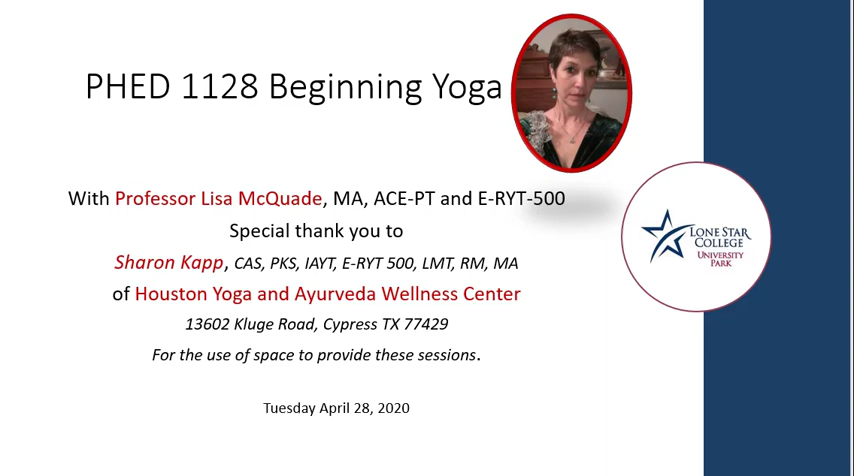 PHED 1128 Beginning Yoga
With Professor Lisa McQuade, MA, ACE-PT and E-RYT-500
Special thank you to
Sharon Kapp, CAS, PKS, IAYT, E-RYT 500, LMT, RM, MA
of Houston Yoga and Ayurveda Wellness Center
13602 Kluge Road, Cypress TX 77429
For the use of space to provide these sessions.
Tuesday April 28, 2020
LONE STAR
COLLEGE
UNIVERSITY
PARK